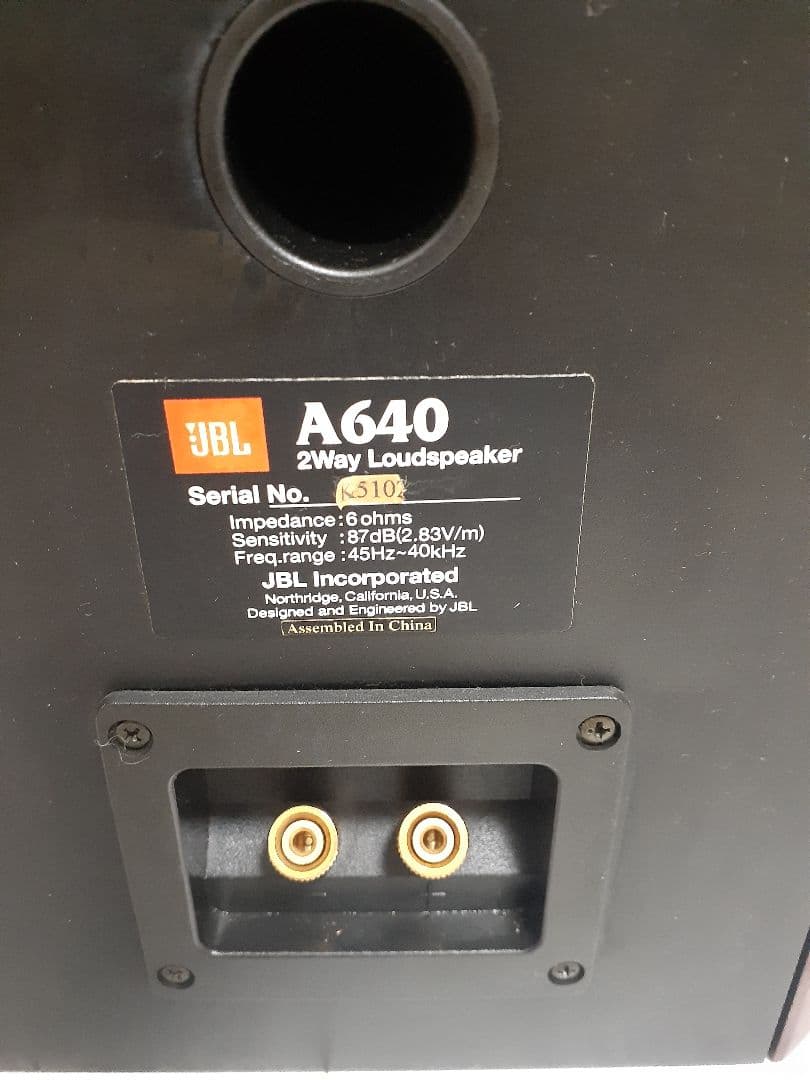 JBL
A640
2Way Loudspeaker
Serial No. K5102
Impedance:6 ohms
Sensitivity :87dB(2.83V/m)
Freq.range :45Hz~40kHz
JBL Incorporated
Northridge, California, U.S.A.
Designed and Engineered by JBL
Assembled In China